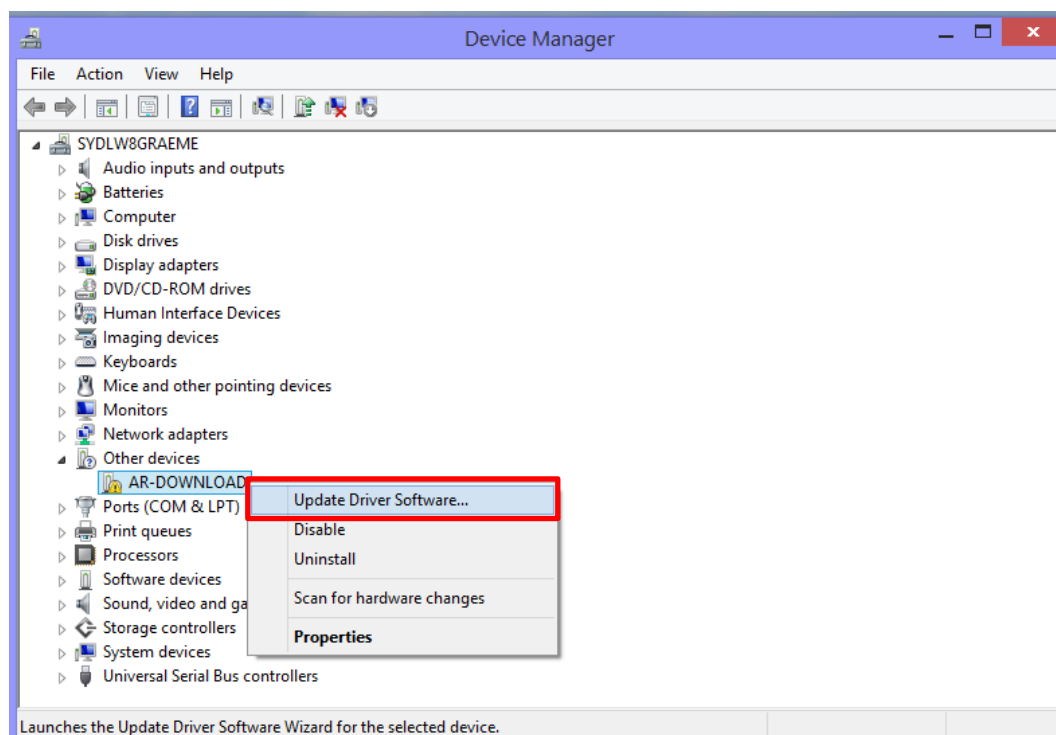 Device Manager
File Action View Help
SYDLW8GRAEME
Audio inputs and outputs
Batteries
Computer
Disk drives
Display adapters
DVD/CD-ROM drives
Human Interface Devices
Imaging devices
Keyboards
Mice and other pointing devices
Monitors
Network adapters
Other devices
AR-DOWNLOAD
Update Driver Software...
Ports (COM & LPT)
Print queues
Disable
Processors
Uninstall
Software devices
Sound, video and ga
Scan for hardware changes
Storage controllers
Properties
System devices
Universal Serial Bus controllers
Launches the Update Driver Software Wizard for the selected device.